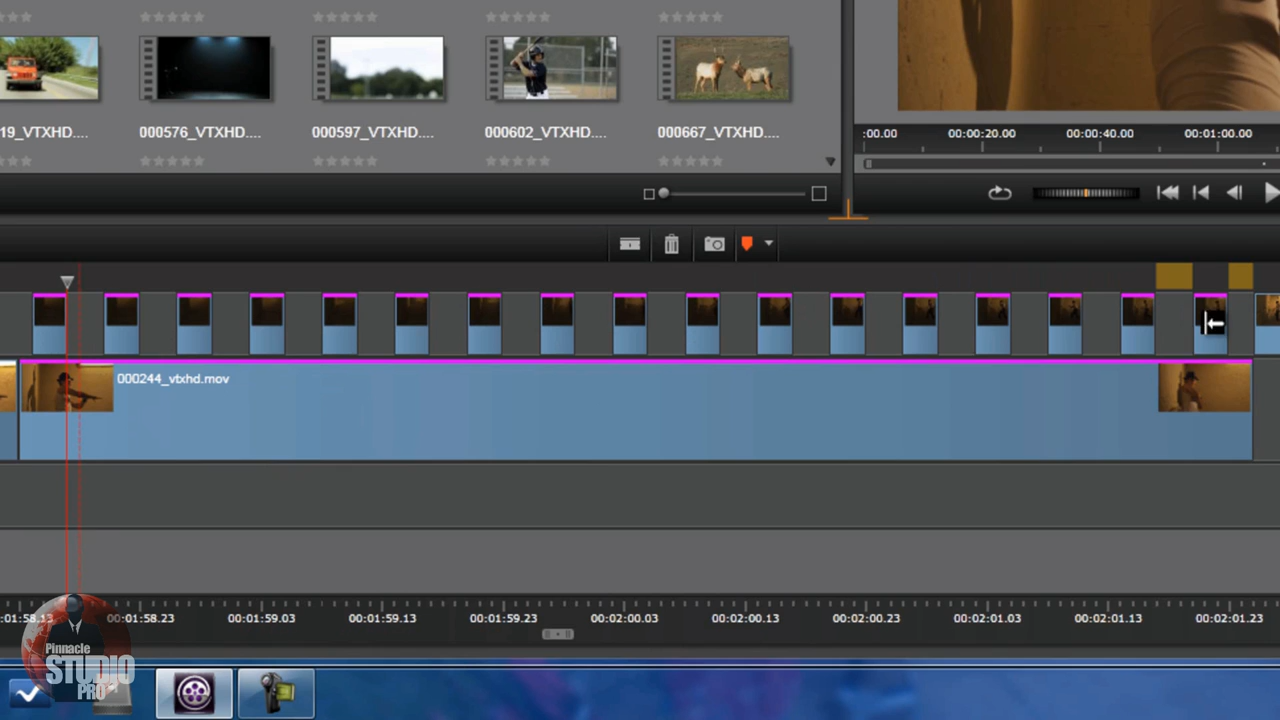 19_VTXHD....
000576_VTXHD....
000597_VTXHD....
000602_VTXHD....
000667_VTXHD....
:00.00
00:00:20.00
00:00:40.00
00:01:00.00
000244_vtxhd.mov
:01:58.13
00:01:58.23
00:01:59.03
00:01:59.13
00:01:59.23
00:02:00.03
00:02:00.13
00:02:00.23
00:02:01.03
00:02:01.13
00:02:01.23
Pinnacle
STUDIO
PRO